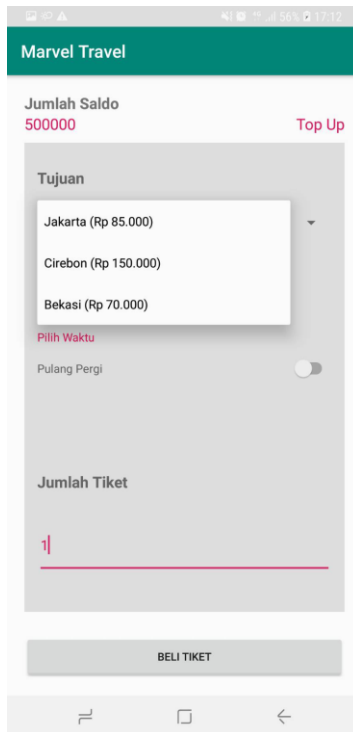 56% 17:12
Marvel Travel
Jumlah Saldo
500000 Top Up
Tujuan
Jakarta (Rp 85.000)
Cirebon (Rp 150.000)
Bekasi (Rp 70.000)
Pilih Waktu
Pulang Pergi
Jumlah Tiket
1
BELI TIKET